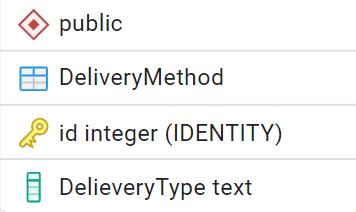 public
DeliveryMethod
id integer (IDENTITY)
DelieveryType text